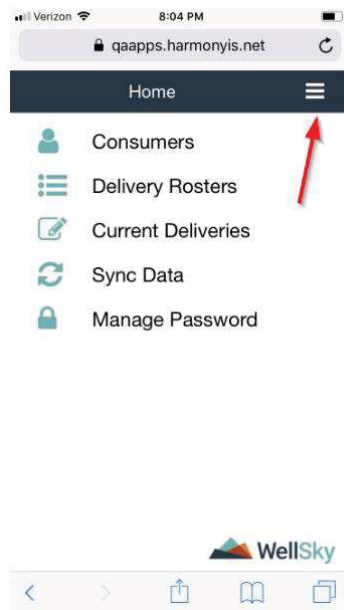 Verizon 8:04 PM
qaapps.harmonyis.net
Home
Consumers
Delivery Rosters
Current Deliveries
Sync Data
Manage Password
WellSky